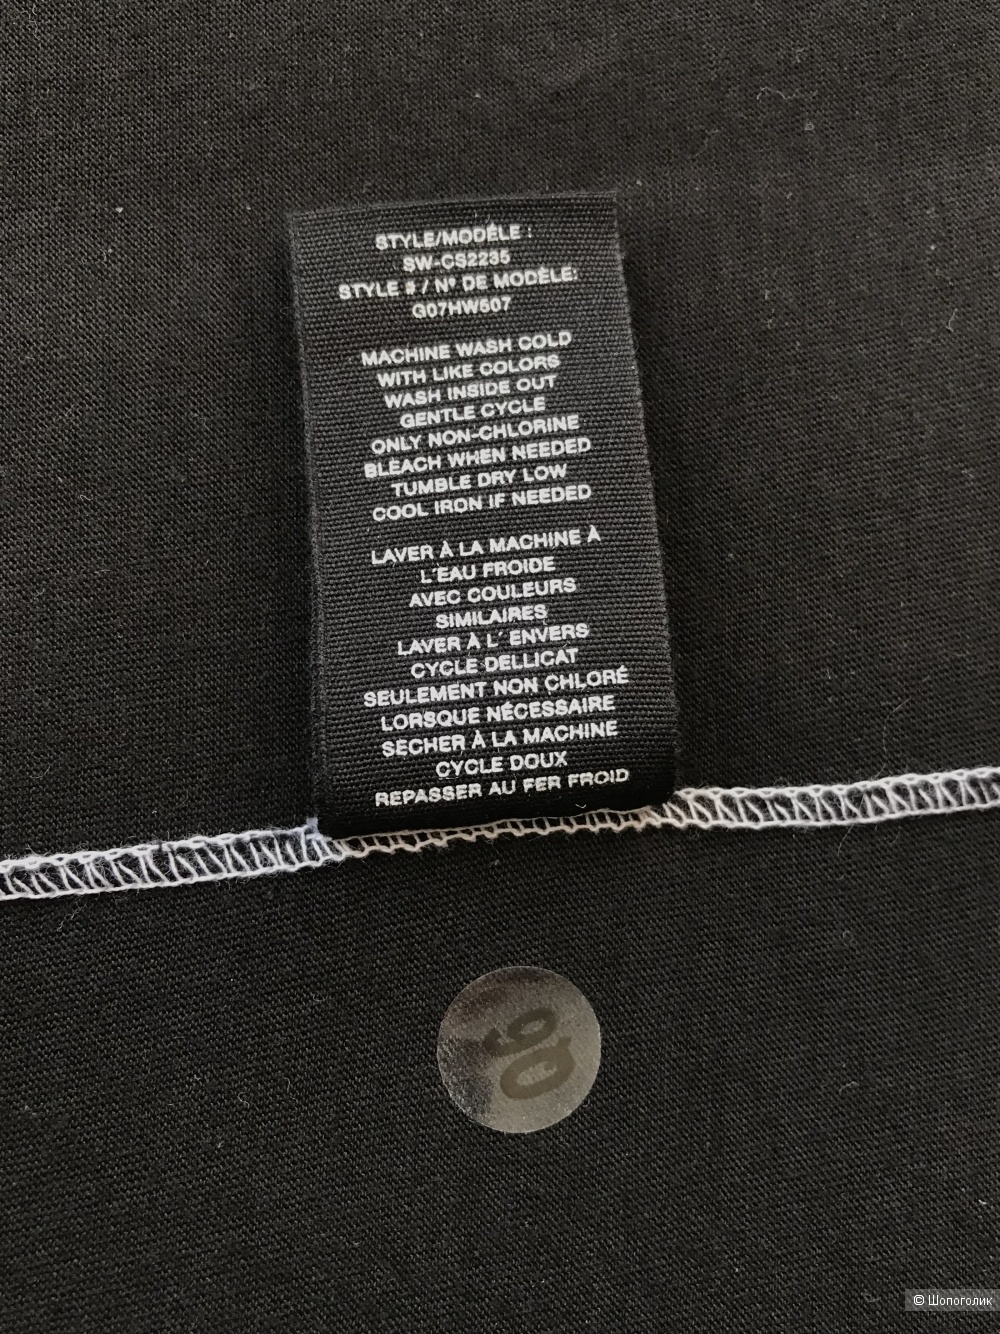 STYLE/MODÉLE :
SW-CS2235
STYLE # / Nº DE MODÉLE:
G07HW507
MACHINE WASH COLD
WITH LIKE COLORS
WASH INSIDE OUT
GENTLE CYCLE
ONLY NON-CHLORINE
BLEACH WHEN NEEDED
TUMBLE DRY LOW
COOL IRON IF NEEDED
LAVER À LA MACHINE À
L'EAU FROIDE
AVEC COULEURS
SIMILAIRES
LAVER À L' ENVERS
CYCLE DELLICAT
SEULEMENT NON CHLORÉ
LORSQUE NÉCESSAIRE
SECHER À LA MACHINE
CYCLE DOUX
REPASSER AU FER FROID
© Шопоголик